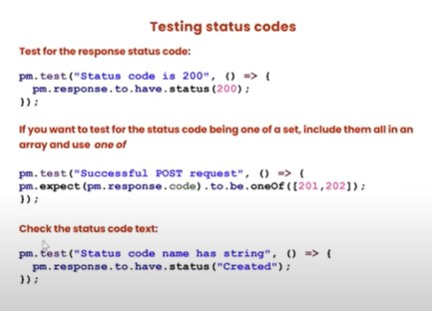 Testing status codes
Test for the response status code:
pm.test("Status code is 200", () => {
pm.response.to.have.status(200);
});
If you want to test for the status code being one of a set, include them all in an
array and use one of
pm.test("Successful POST request", () => {
pm.expect(pm.response.code).to.be.oneOf([201,202]);
});
Check the status code text:
pm.test("Status code name has string", () => {
pm.response.to.have.status("Created");
});